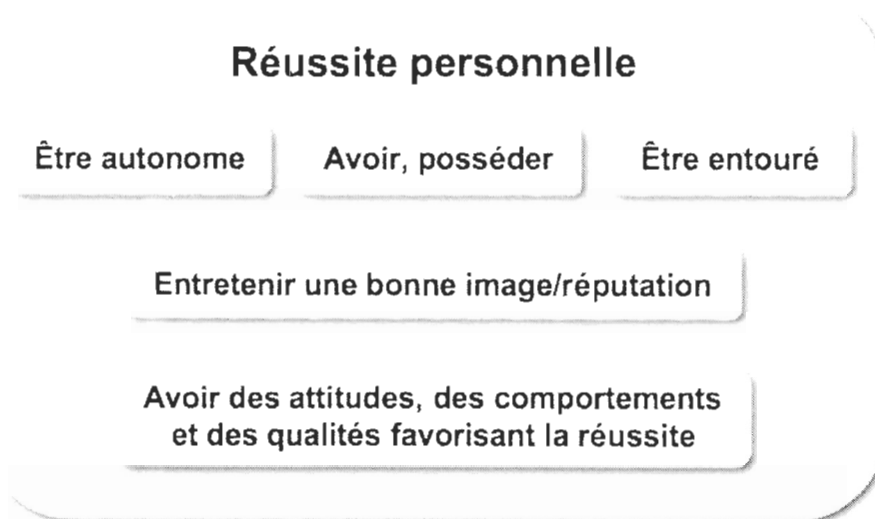 Réussite personnelle
Être autonome
Avoir, posséder
Être entouré
Entretenir une bonne image/réputation
Avoir des attitudes, des comportements
et des qualités favorisant la réussite